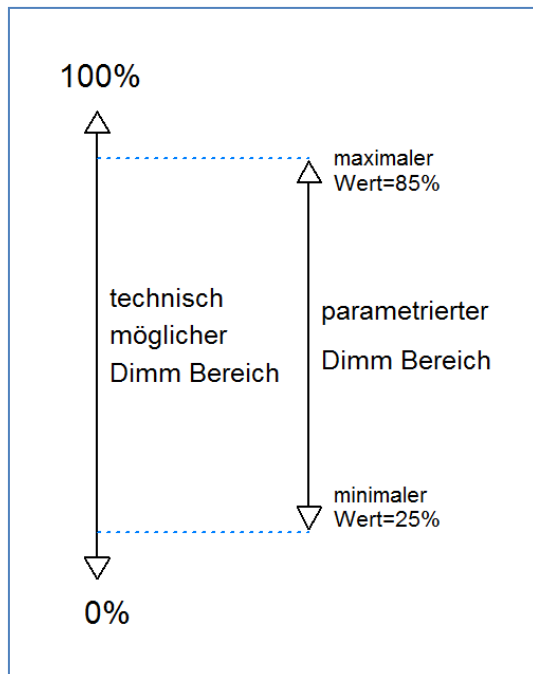 100%
maximaler
Wert=85%
technisch
möglicher
Dimm Bereich
parametrierter
Dimm Bereich
minimaler
Wert=25%
0%